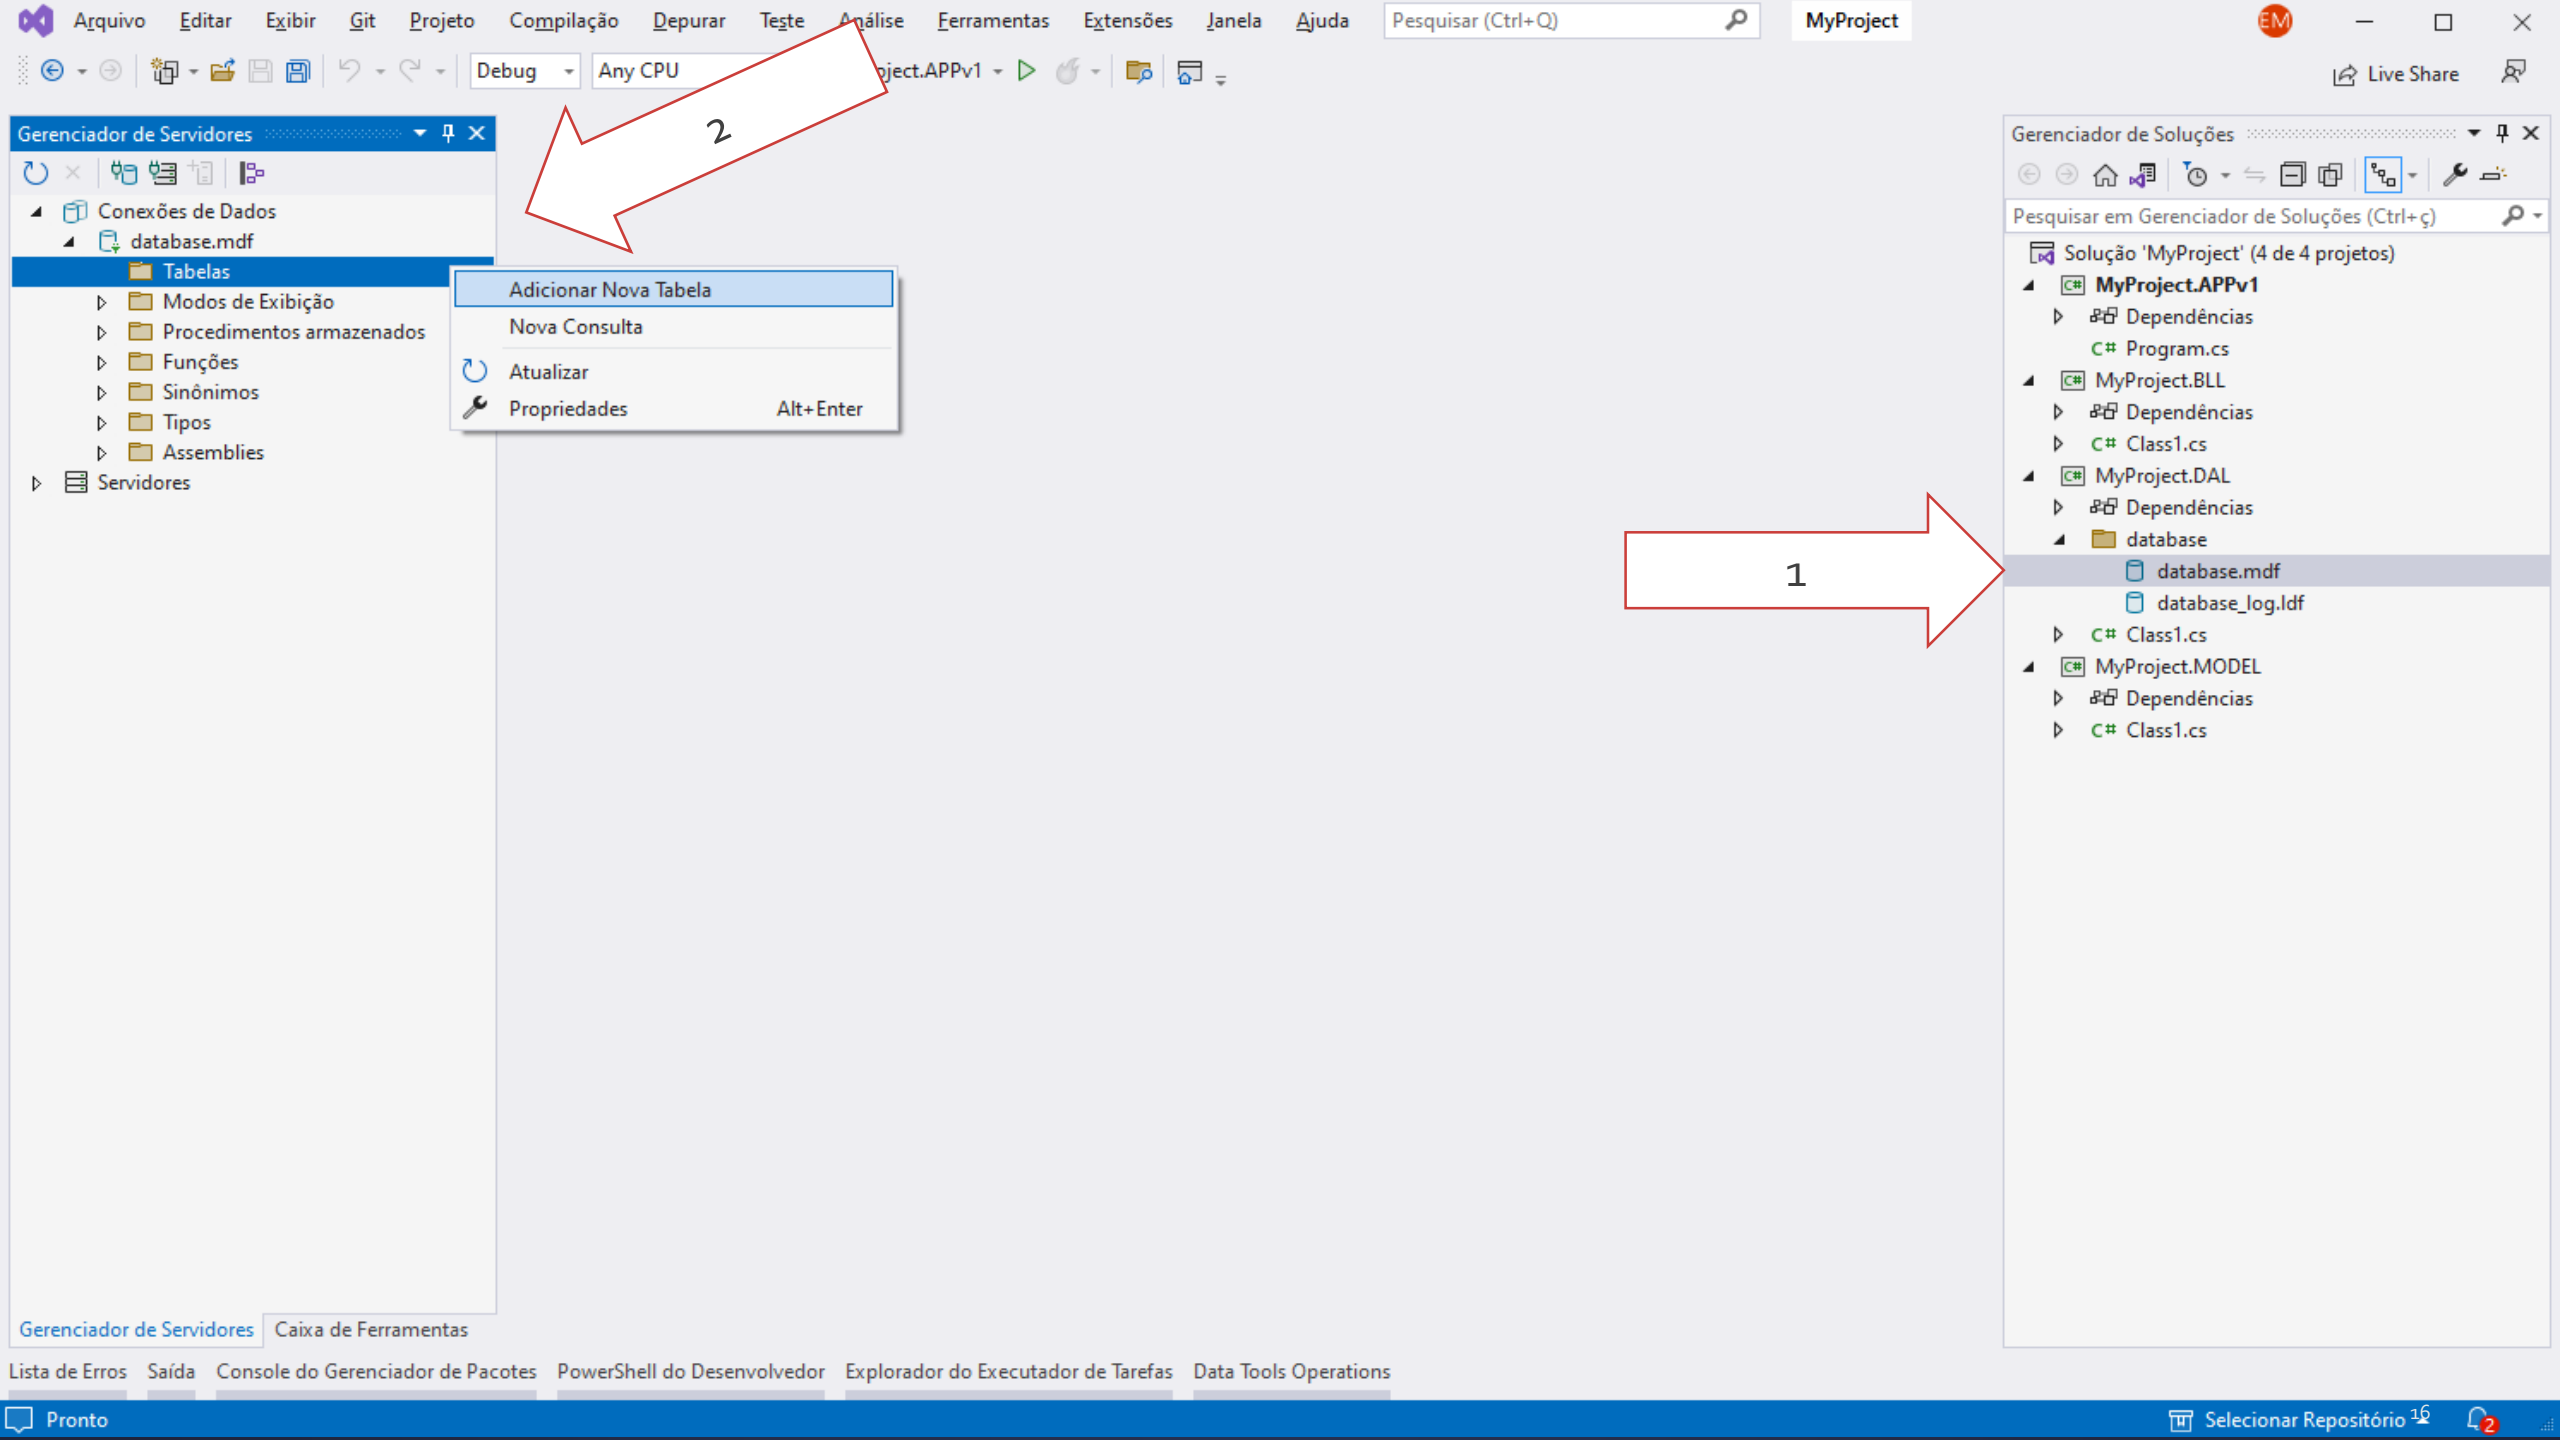 Arquivo Editar Exibir Git Projeto Compilação Depurar Teste Análise Ferramentas Extensões Janela Ajuda Pesquisar (Ctrl+Q) MyProject EM
Debug Any CPU oject.APPv1 Live Share
2
Gerenciador de Servidores
Conexões de Dados
database.mdf
Tabelas
Modos de Exibição
Procedimentos armazenados
Funções
Sinônimos
Tipos
Assemblies
Servidores
Adicionar Nova Tabela
Nova Consulta
Atualizar
Propriedades Alt+Enter
1
Gerenciador de Soluções
Pesquisar em Gerenciador de Soluções (Ctrl+ç)
Solução 'MyProject' (4 de 4 projetos)
C# MyProject.APPv1
Dependências
C# Program.cs
C# MyProject.BLL
Dependências
C# Class1.cs
C# MyProject.DAL
Dependências
database
database.mdf
database_log.ldf
C# Class1.cs
C# MyProject.MODEL
Dependências
C# Class1.cs
Gerenciador de Servidores Caixa de Ferramentas
Lista de Erros Saída Console do Gerenciador de Pacotes PowerShell do Desenvolvedor Explorador do Executador de Tarefas Data Tools Operations
Pronto Selecionar Repositório 16 2